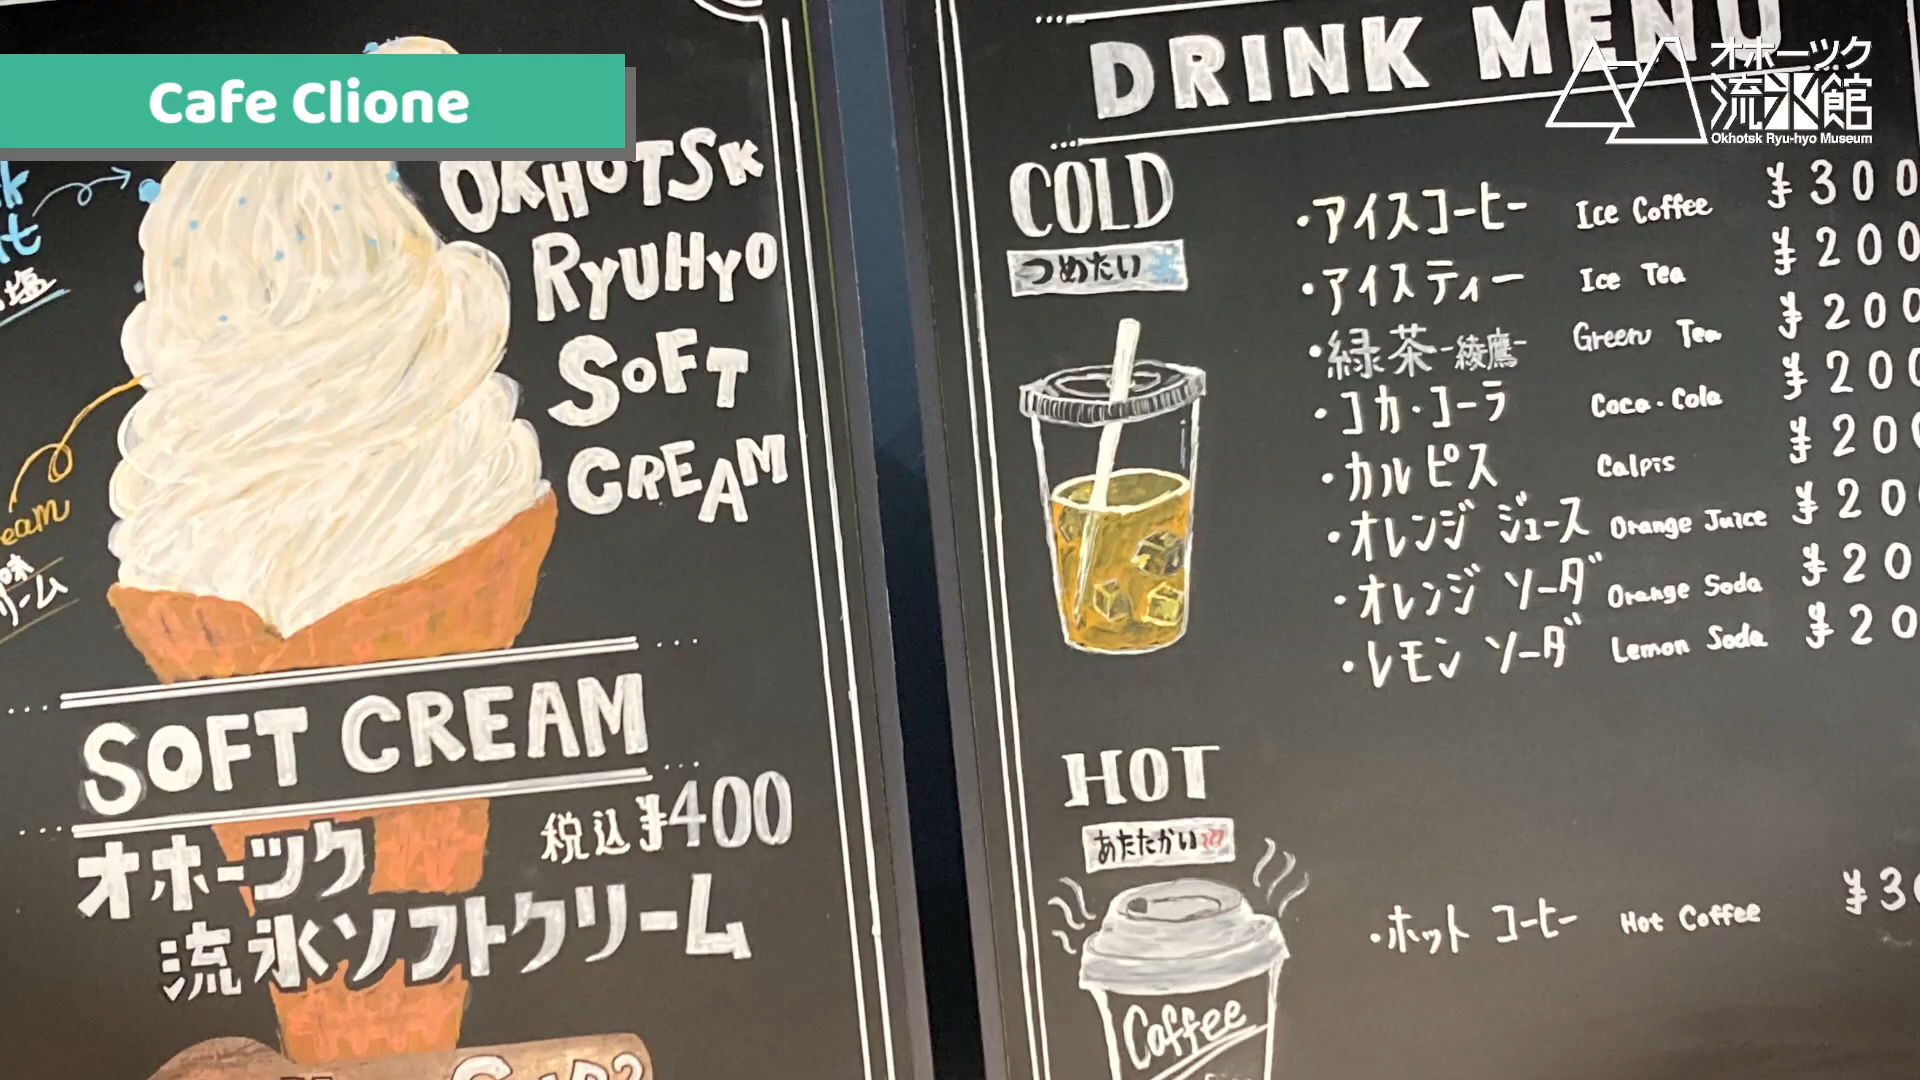 Cafe Clione
OKHOTSK
RYUHYO
SOFT
CREAM
塩
SOFT CREAM
税込¥400
オホーツク
流氷ソフトクリーム
DRINK MENU
オホーツク
流氷館
Okhotsk Ryu-hyo Museum
COLD
つめたい
・アイスコーヒー Ice Coffee ¥300
・アイスティー Ice Tea ¥200
・緑茶-綾鷹- Green Tea ¥200
・コカ・コーラ Coca・Cola ¥200
・カルピス Calpis ¥200
・オレンジ ジュース Orange Juice ¥20
・オレンジ ソーダ Orange Soda ¥20
・レモン ソーダ Lemon Soda ¥20
HOT
あたたかい
・ホット コーヒー Hot Coffee ¥30
Coffee